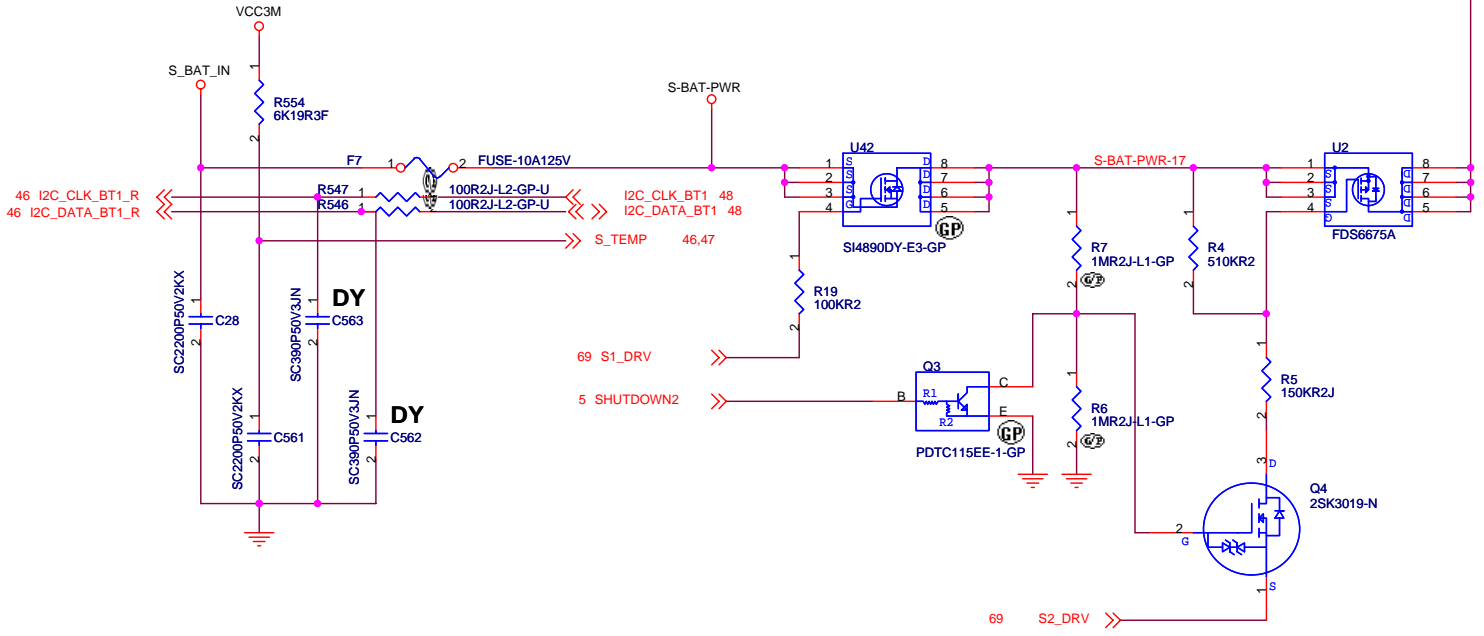 VCC3M
S_BAT_IN
S-BAT-PWR
1
R554
6K19R3F
2
F7 1 2 FUSE-10A125V
U42
S-BAT-PWR-17
U2
1 S D 8
2 S D 7
3 S D 6
4 G D 5
SI4890DY-E3-GP
GP
1 S D 8
2 S D 7
3 S D 6
4 G D 5
FDS6675A
46 I2C_CLK_BT1_R R547 1 100R2J-L2-GP-U I2C_CLK_BT1 48
46 I2C_DATA_BT1_R R546 1 100R2J-L2-GP-U I2C_DATA_BT1 48
S_TEMP 46,47
1
R7
1MR2J-L1-GP
2 G/P
1
R4
510KR2
2
1
R19
100KR2
2
SC2200P50V2KX
1
C28
2
SC390P50V3JN
1
DY
C563
2
69 S1_DRV
5 SHUTDOWN2
Q3
B R1 R2 C E
GP
PDTC115EE-1-GP
1
R6
1MR2J-L1-GP
2 G/P
1
R5
150KR2J
2
SC2200P50V2KX
1
C561
2
SC390P50V3JN
1
DY
C562
2
3 D
Q4
2SK3019-N
2 G
1 S
69 S2_DRV